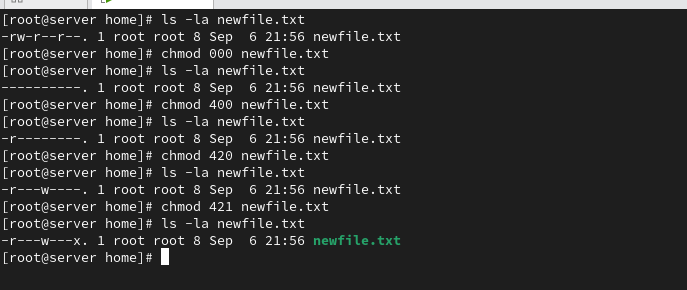 [root@server home]# ls -la newfile.txt
-rw-r--r--. 1 root root 8 Sep  6 21:56 newfile.txt
[root@server home]# chmod 000 newfile.txt
[root@server home]# ls -la newfile.txt
----------. 1 root root 8 Sep  6 21:56 newfile.txt
[root@server home]# chmod 400 newfile.txt
[root@server home]# ls -la newfile.txt
-r--------. 1 root root 8 Sep  6 21:56 newfile.txt
[root@server home]# chmod 420 newfile.txt
[root@server home]# ls -la newfile.txt
-r---w----. 1 root root 8 Sep  6 21:56 newfile.txt
[root@server home]# chmod 421 newfile.txt
[root@server home]# ls -la newfile.txt
-r---w---x. 1 root root 8 Sep  6 21:56 newfile.txt
[root@server home]#